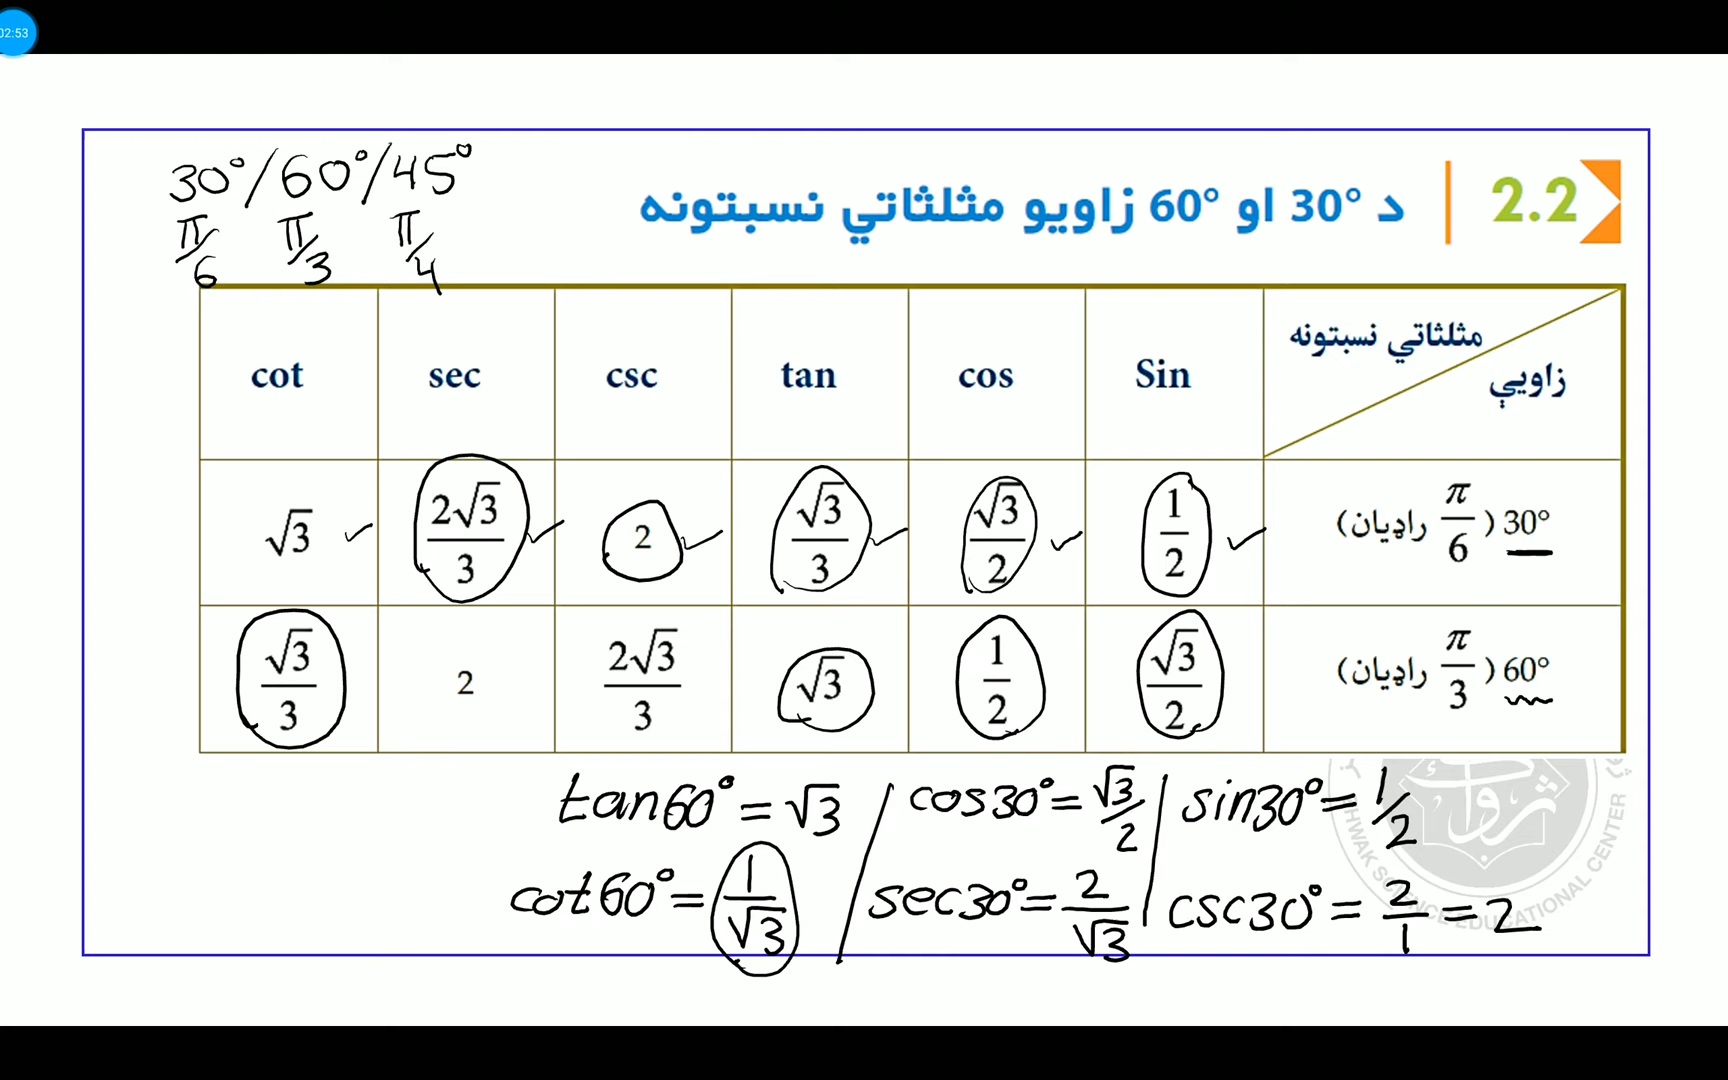 02:53
2.2 د 30° او 60° زاويو مثلثاتي نسبتونه
30°/60°/45°
π/6 π/3 π/4
مثلثاتي نسبتونه
زاويې
Sin cos tan csc sec cot
30° (π/6 راډيان) 1/2 √3/2 √3/3 2 2√3/3 √3
60° (π/3 راډيان) √3/2 1/2 √3 2√3/3 2 √3/3
tan60° = √3 / cos30° = √3/2 | sin30° = 1/2
cot60° = 1/√3 / sec30° = 2/√3 | csc30° = 2/1 = 2